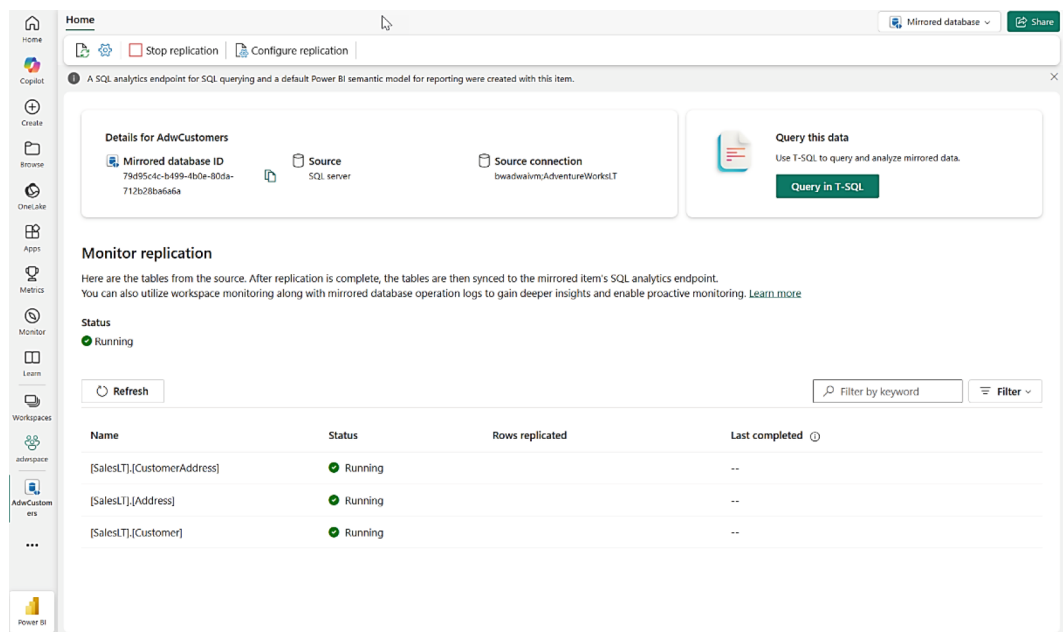 Home
Mirrored database
Share
Home
Stop replication
Configure replication
Copilot
A SQL analytics endpoint for SQL querying and a default Power BI semantic model for reporting were created with this item.
Create
Browse
OneLake
Apps
Metrics
Monitor
Learn
Workspaces
adwspace
AdwCustom
ers
Power BI
Details for AdwCustomers
Mirrored database ID
79d95c4c-b499-4b0e-80da-
712b28ba6a6a
Source
SQL server
Source connection
bwadwaivm;AdventureWorksLT
Query this data
Use T-SQL to query and analyze mirrored data.
Query in T-SQL
Monitor replication
Here are the tables from the source. After replication is complete, the tables are then synced to the mirrored item's SQL analytics endpoint.
You can also utilize workspace monitoring along with mirrored database operation logs to gain deeper insights and enable proactive monitoring. Learn more
Status
Running
Refresh
Filter by keyword
Filter
Name Status Rows replicated Last completed
[SalesLT].[CustomerAddress] Running --
[SalesLT].[Address] Running --
[SalesLT].[Customer] Running --